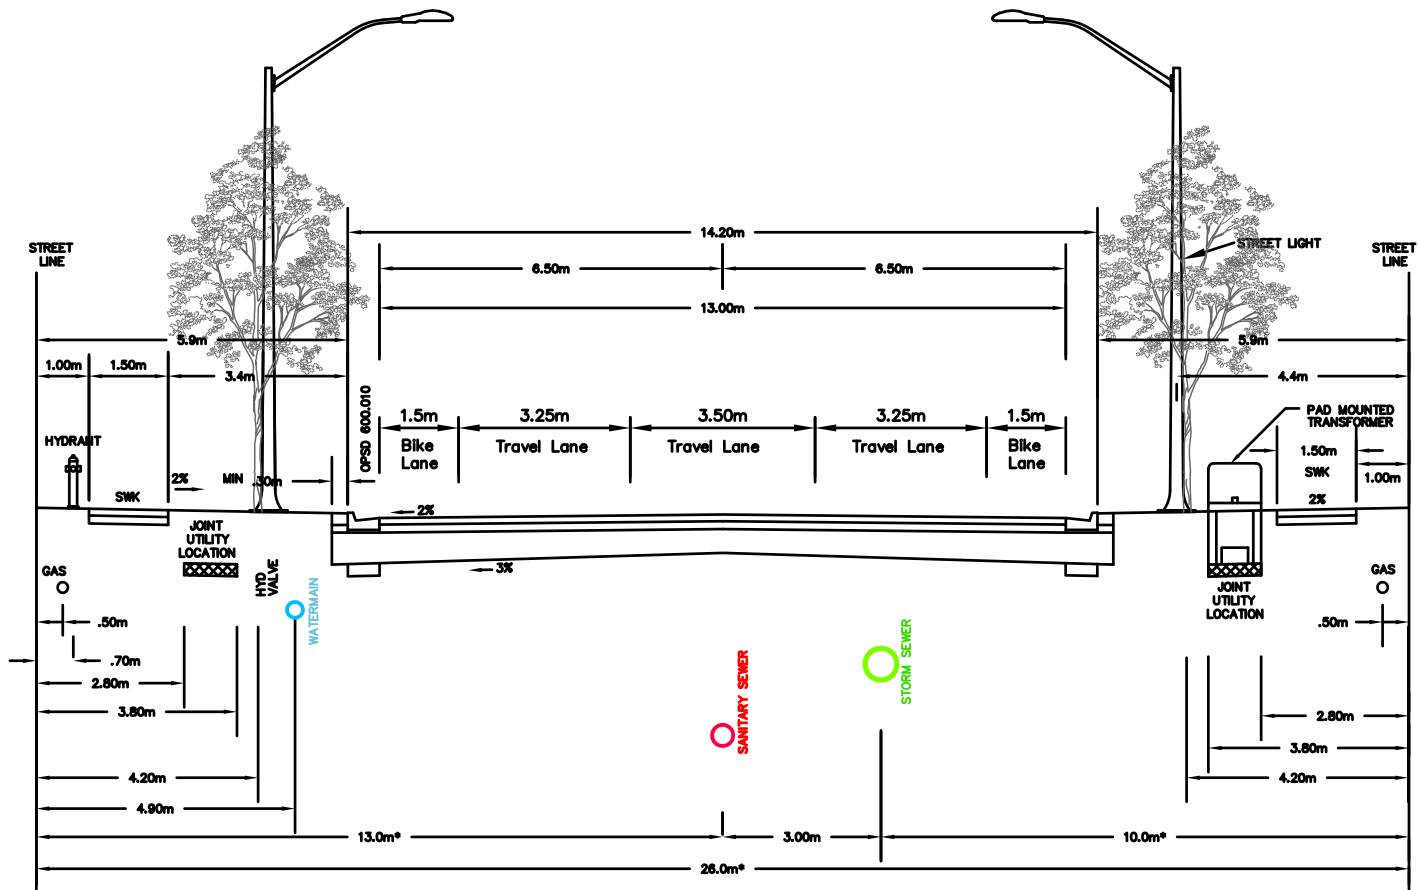 14.20m
STREET
LINE
STREET LIGHT
STREET
LINE
6.50m
6.50m
13.00m
5.9m
5.9m
1.00m
1.50m
3.4m
4.4m
OPSD 600.010
1.5m
3.25m
3.50m
3.25m
1.5m
Bike
Lane
Travel Lane
Travel Lane
Travel Lane
Bike
Lane
PAD MOUNTED
TRANSFORMER
HYDRANT
1.50m
2%
MIN
.30m
SWK
1.00m
SWK
2%
2%
JOINT
UTILITY
LOCATION
3%
GAS
HYD
VALVE
WATERMAIN
GAS
JOINT
UTILITY
LOCATION
.50m
.50m
STORM SEWER
.70m
SANITARY SEWER
2.80m
3.80m
2.80m
3.80m
4.20m
4.20m
4.90m
13.0m*
3.00m
10.0m*
26.0m*